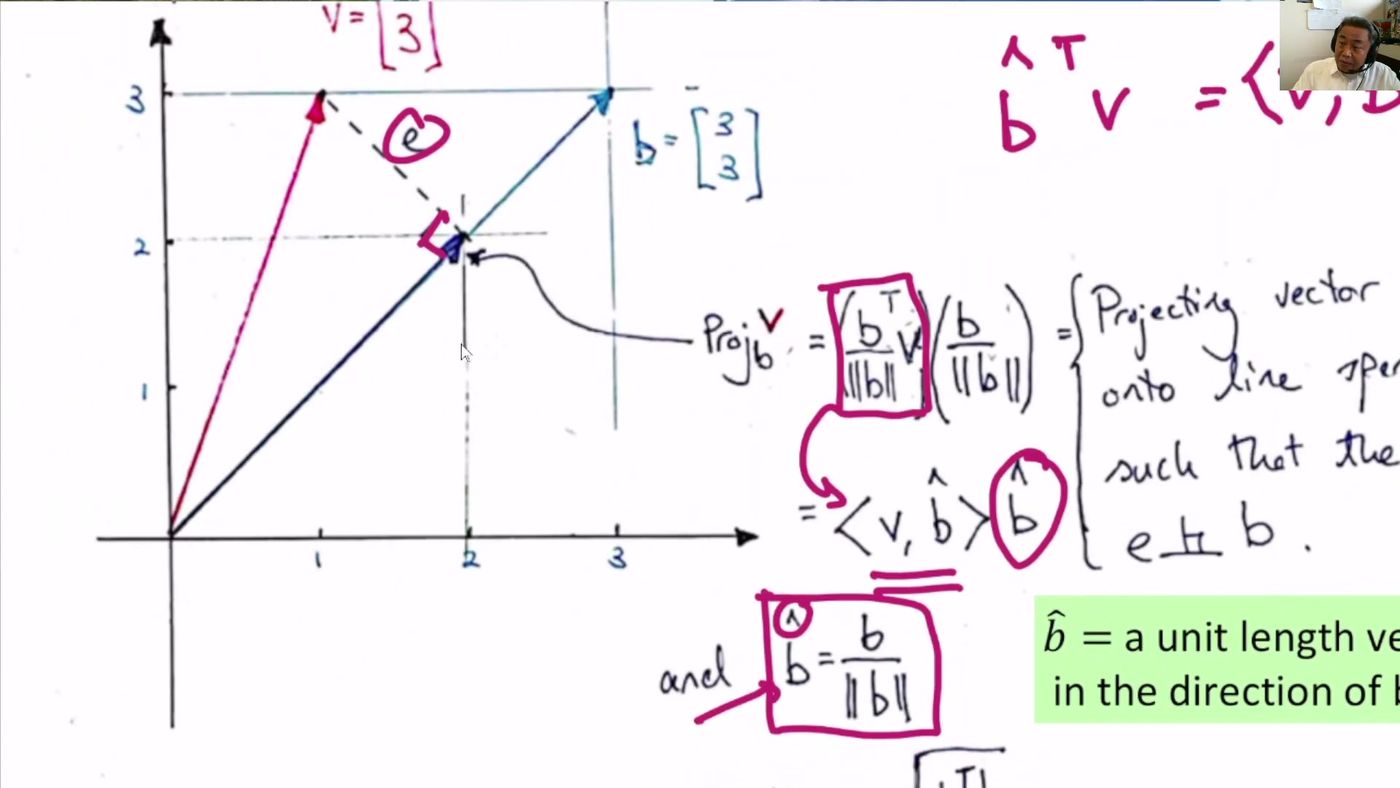 V = [ 3 ]
b̂ᵀ v = ⟨v, b
3
e
b = [ 3 3 ]
2
Proj_b v = (bᵀ/‖b‖ v) (b/‖b‖) = { Projecting vector
1
onto line
such that the
= ⟨v, b̂⟩ b̂
e ⊥ b .
1 2 3
and b̂ = b/‖b‖
b̂ = a unit length ve
in the direction of b